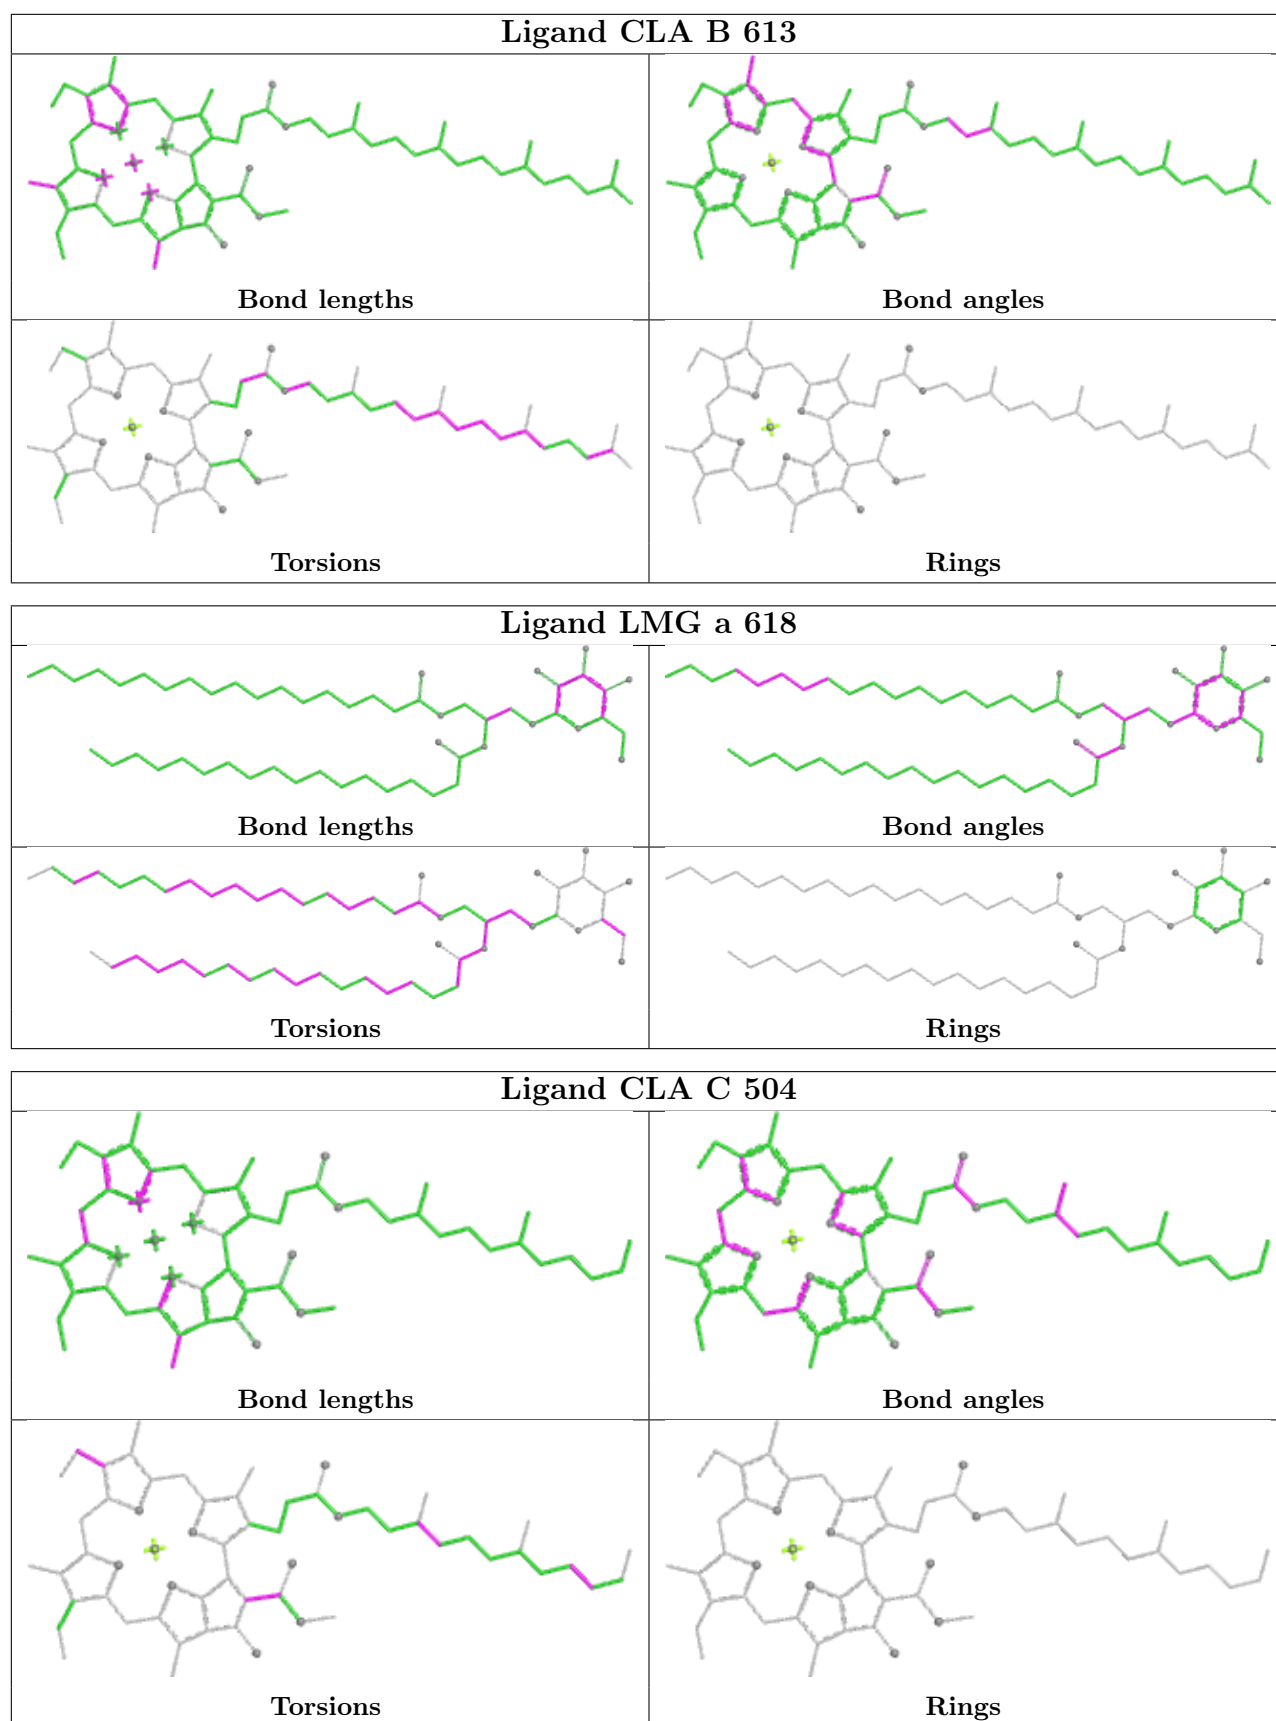 Ligand CLA B 613
Bond lengths
Bond angles
Torsions
Rings
Ligand LMG a 618
Bond lengths
Bond angles
Torsions
Rings
Ligand CLA C 504
Bond lengths
Bond angles
Torsions
Rings